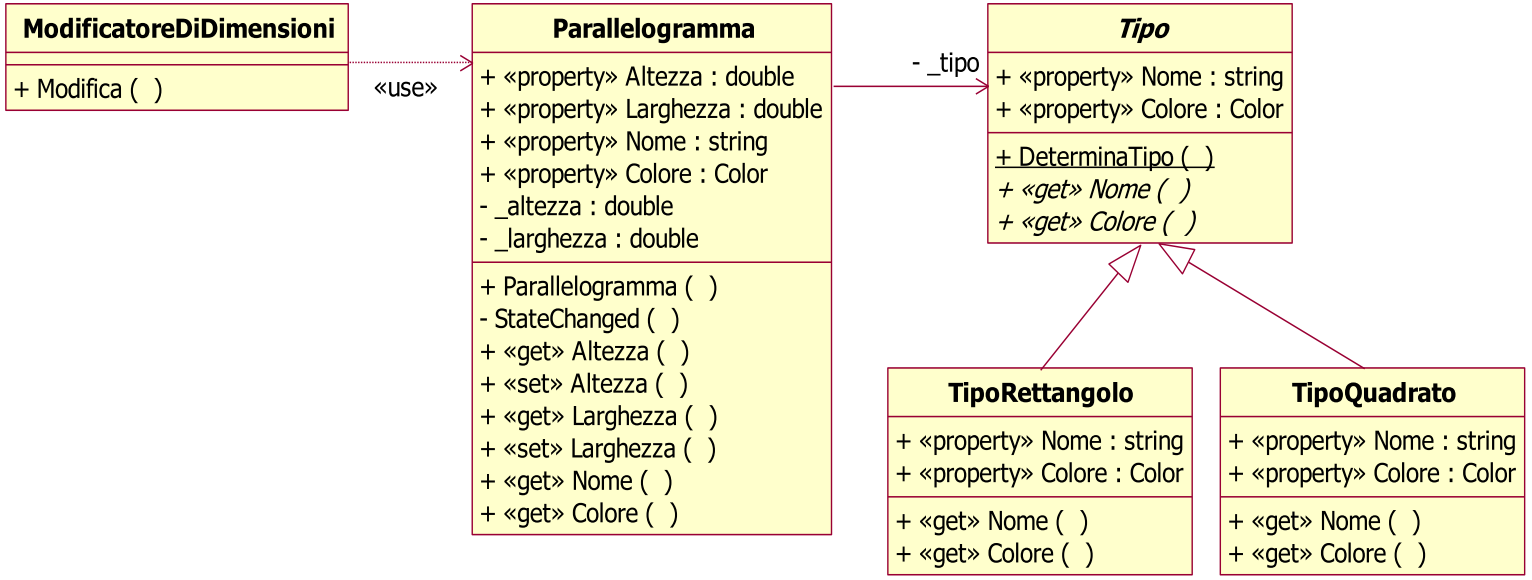 ModificatoreDiDimensioni
+ Modifica ( )
«use»
Parallelogramma
+ «property» Altezza : double
+ «property» Larghezza : double
+ «property» Nome : string
+ «property» Colore : Color
- _altezza : double
- _larghezza : double
+ Parallelogramma ( )
- StateChanged ( )
+ «get» Altezza ( )
+ «set» Altezza ( )
+ «get» Larghezza ( )
+ «set» Larghezza ( )
+ «get» Nome ( )
+ «get» Colore ( )
- _tipo
Tipo
+ «property» Nome : string
+ «property» Colore : Color
+ DeterminaTipo ( )
+ «get» Nome ( )
+ «get» Colore ( )
TipoRettangolo
+ «property» Nome : string
+ «property» Colore : Color
+ «get» Nome ( )
+ «get» Colore ( )
TipoQuadrato
+ «property» Nome : string
+ «property» Colore : Color
+ «get» Nome ( )
+ «get» Colore ( )